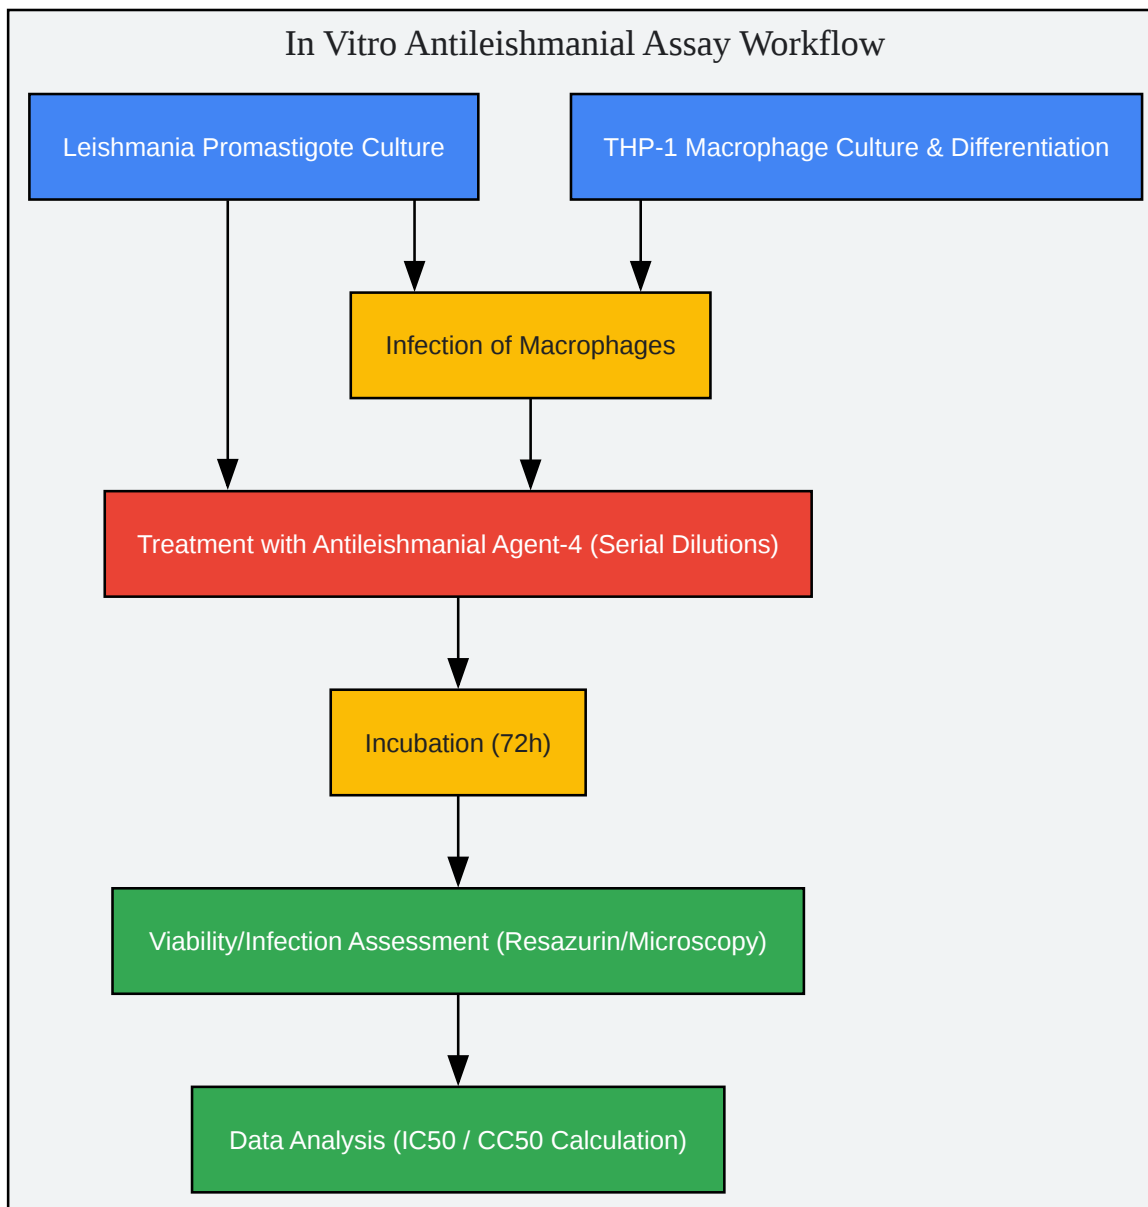 In Vitro Antileishmanial Assay Workflow
Leishmania Promastigote Culture
THP-1 Macrophage Culture & Differentiation
Infection of Macrophages
Treatment with Antileishmanial Agent-4 (Serial Dilutions)
Incubation (72h)
Viability/Infection Assessment (Resazurin/Microscopy)
Data Analysis (IC50 / CC50 Calculation)